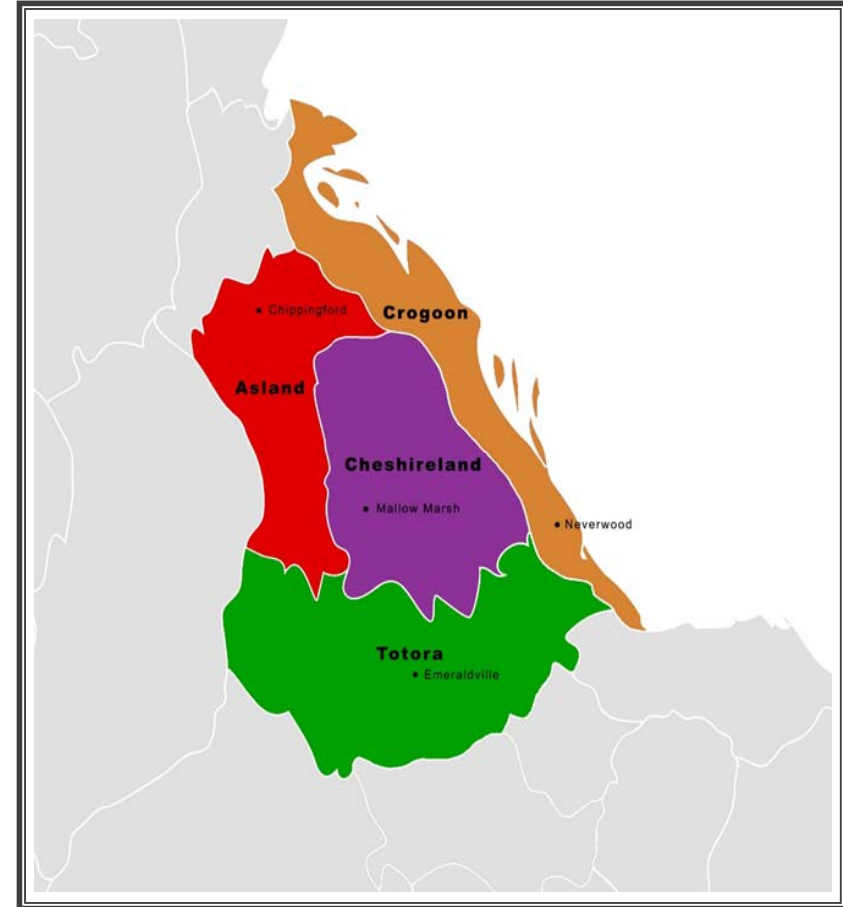 Chippingford
Crogoon
Asland
Cheshireland
Mallow Marsh
Neverwood
Totora
Emeraldville